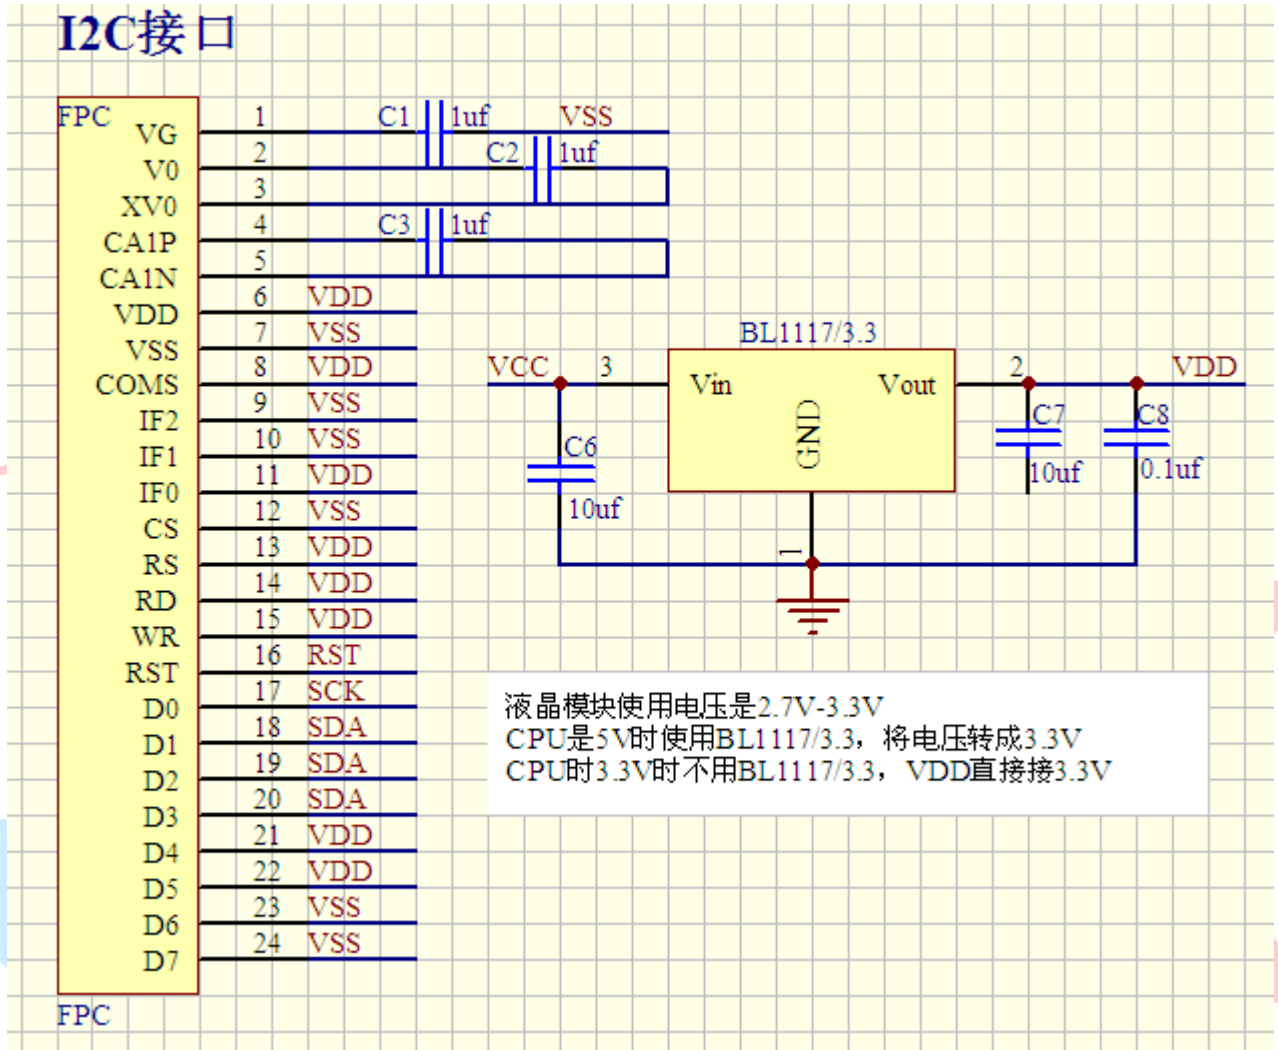 I2C接口
FPC
VG 1 C1 1uf VSS
V0 2 C2 1uf
XV0 3
CA1P 4 C3 1uf
CA1N 5
VDD 6 VDD
VSS 7 VSS
COMS 8 VDD
IF2 9 VSS
IF1 10 VSS
IF0 11 VDD
CS 12 VSS
RS 13 VDD
RD 14 VDD
WR 15 VDD
RST 16 RST
D0 17 SCK
D1 18 SDA
D2 19 SDA
D3 20 SDA
D4 21 VDD
D5 22 VDD
D6 23 VSS
D7 24 VSS
FPC
BL1117/3.3
VCC 3 Vin Vout 2 VDD
GND
1
C6
10uf
C7
10uf
C8
0.1uf
液晶模块使用电压是2.7V-3.3V
CPU是5V时使用BL1117/3.3，将电压转成3.3V
CPU时3.3V时不用BL1117/3.3，VDD直接接3.3V